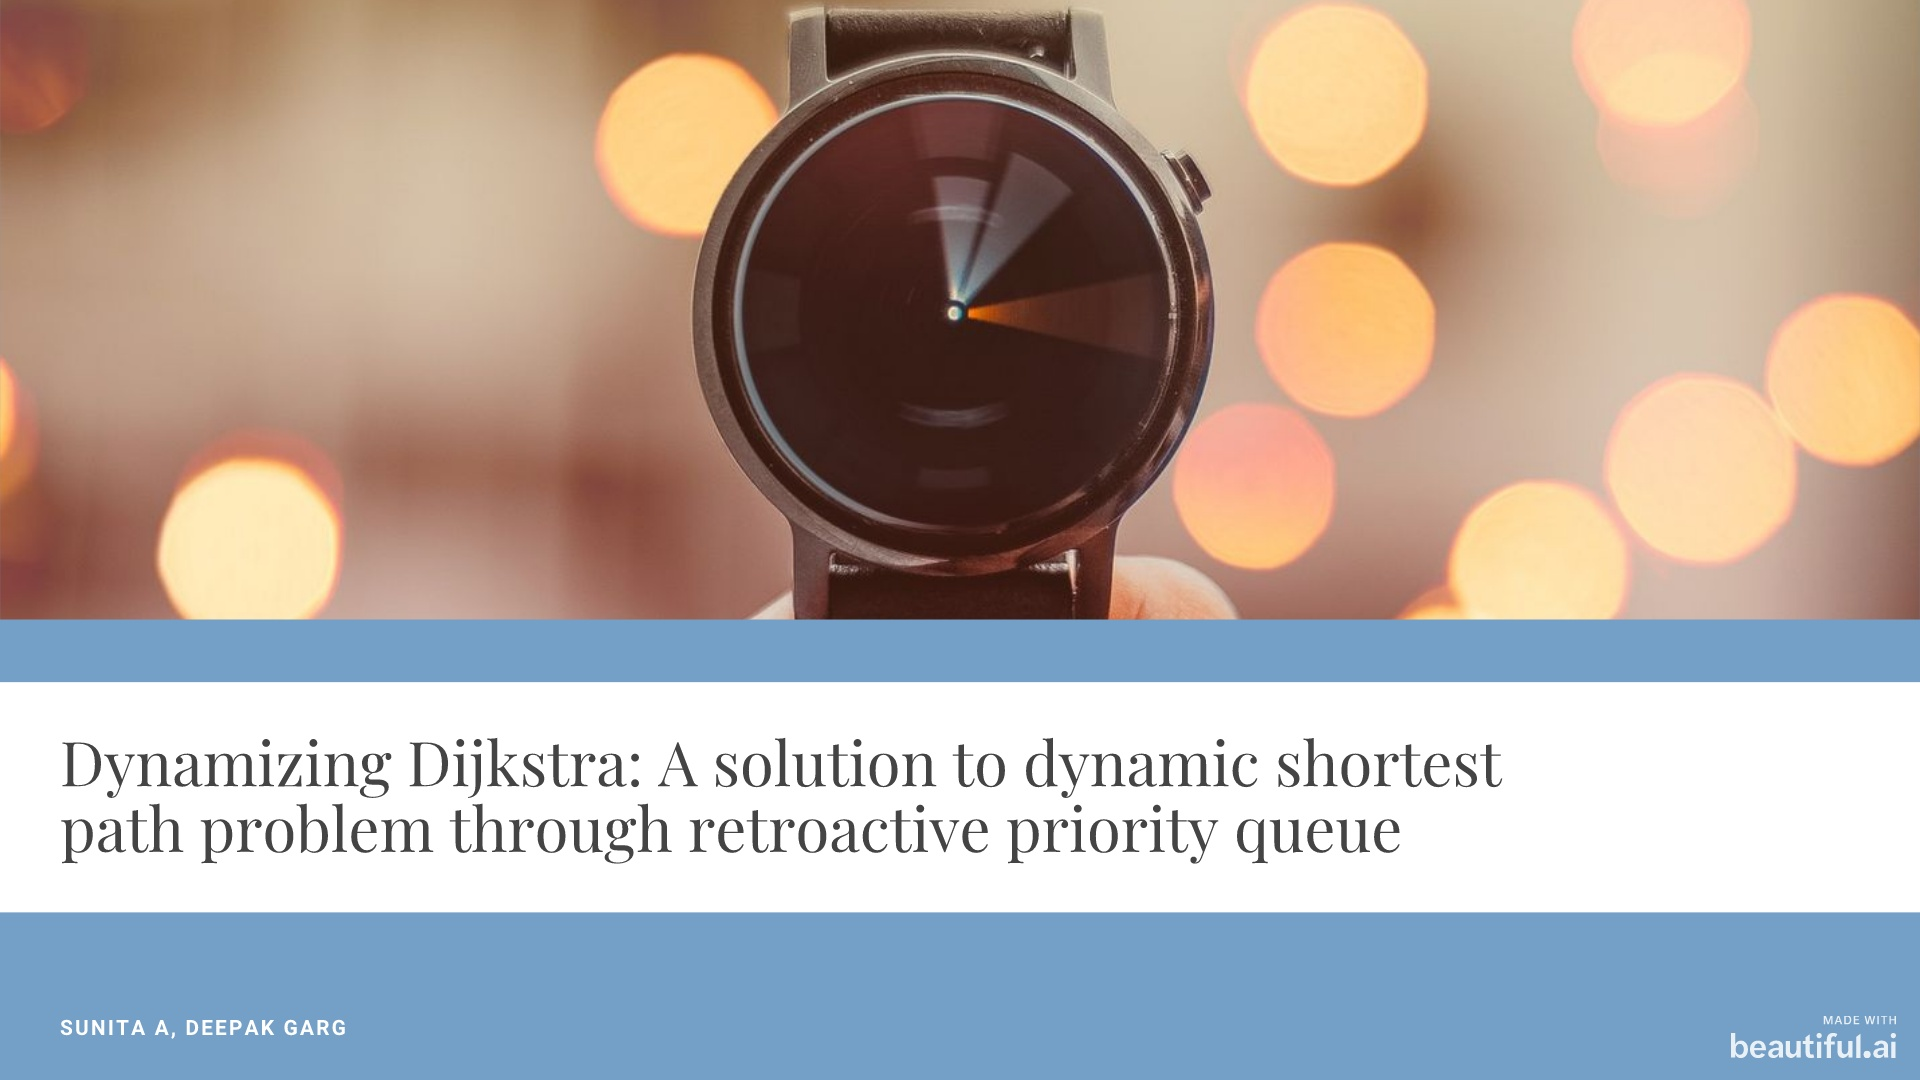 Dynamizing Dijkstra: A solution to dynamic shortest
path problem through retroactive priority queue
SUNITA A, DEEPAK GARG
MADE WITH
beautiful.ai